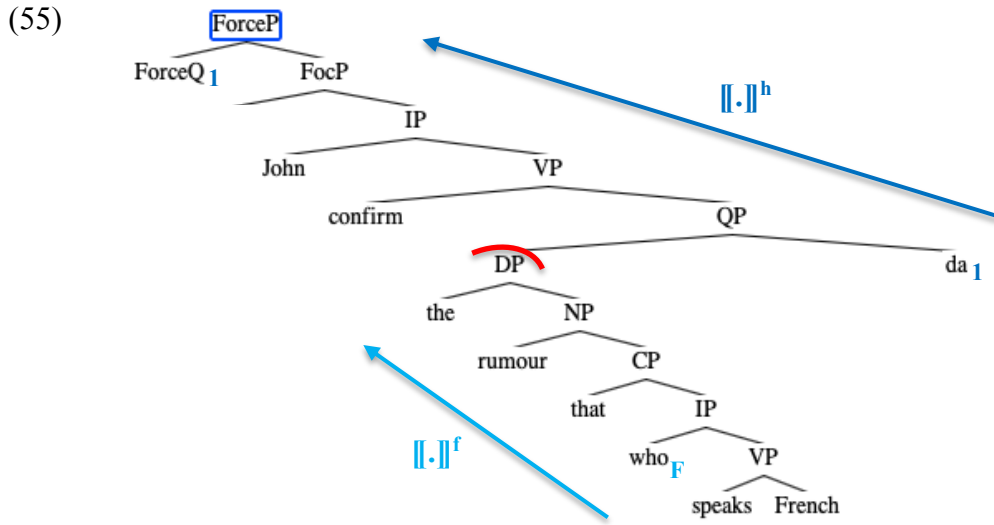 (55)
ForceP
ForceQ 1 FocP
⟦.⟧h
IP
John VP
confirm QP
DP da 1
the NP
rumour CP
that IP
⟦.⟧f
who F VP
speaks French